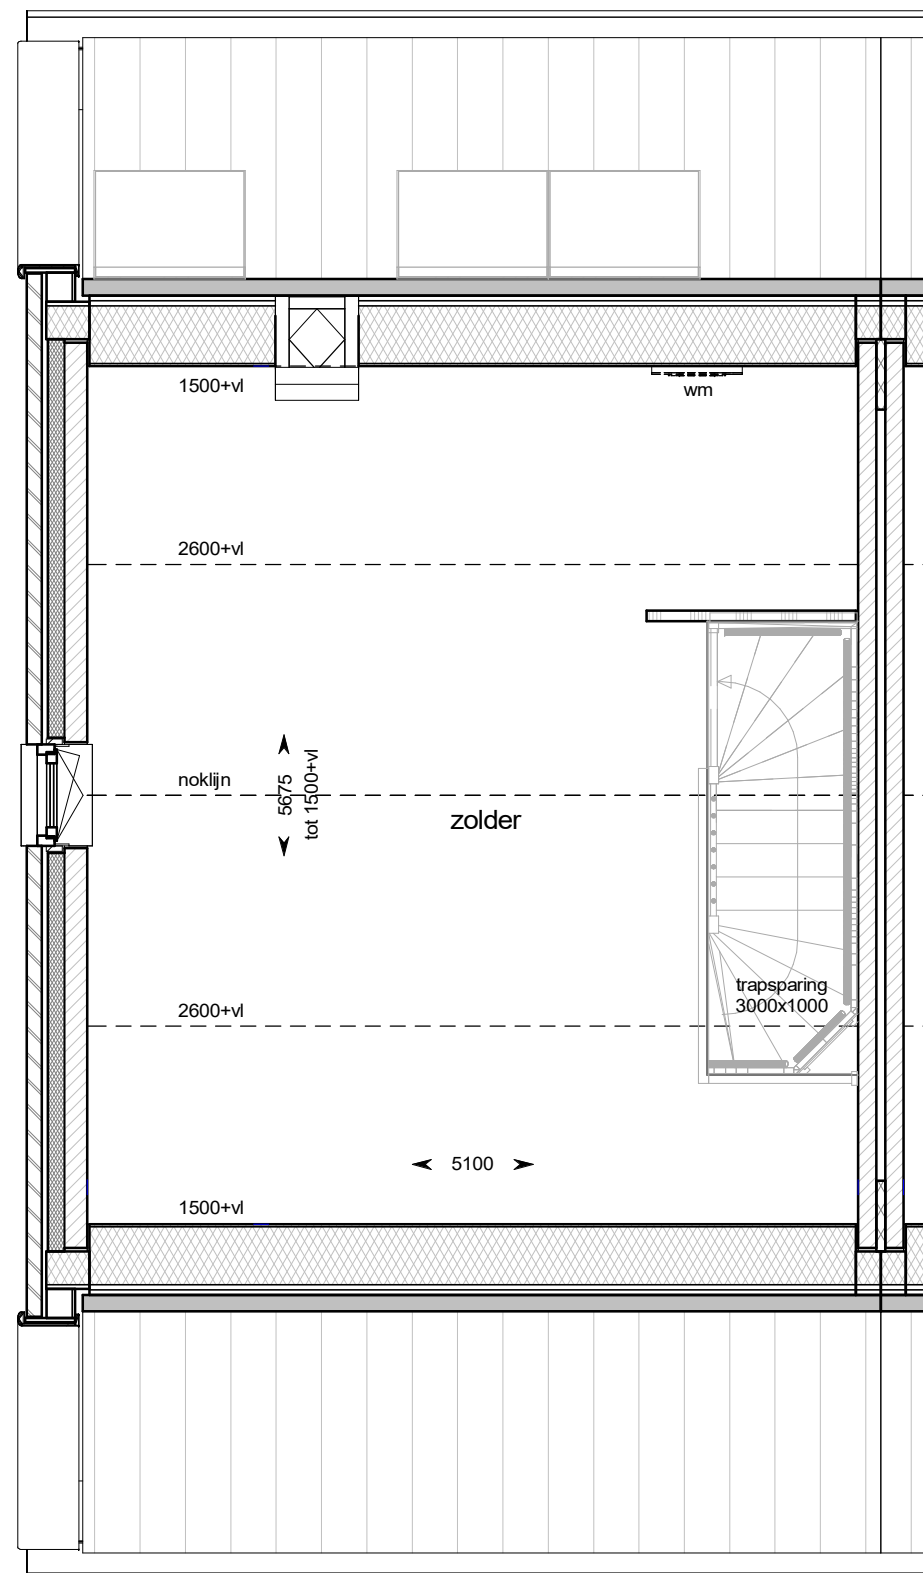 1500+vl
wm
2600+vl
noklijn
5675
tot 1500+vl
zolder
trapsparing
3000x1000
2600+vl
5100
1500+vl